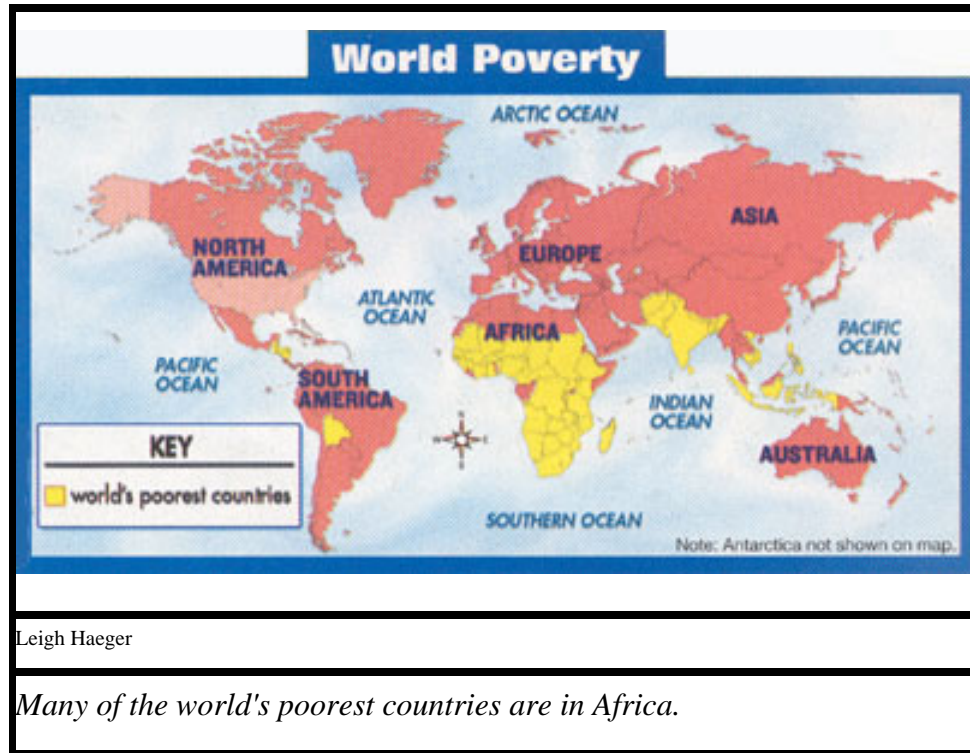 World Poverty
ARCTIC OCEAN
ASIA
NORTH
AMERICA
EUROPE
ATLANTIC
OCEAN
AFRICA
PACIFIC
OCEAN
PACIFIC
OCEAN
SOUTH
AMERICA
INDIAN
OCEAN
N
W
E
S
AUSTRALIA
KEY
world's poorest countries
SOUTHERN OCEAN
Note: Antarctica not shown on map.
Leigh Haeger
Many of the world's poorest countries are in Africa.